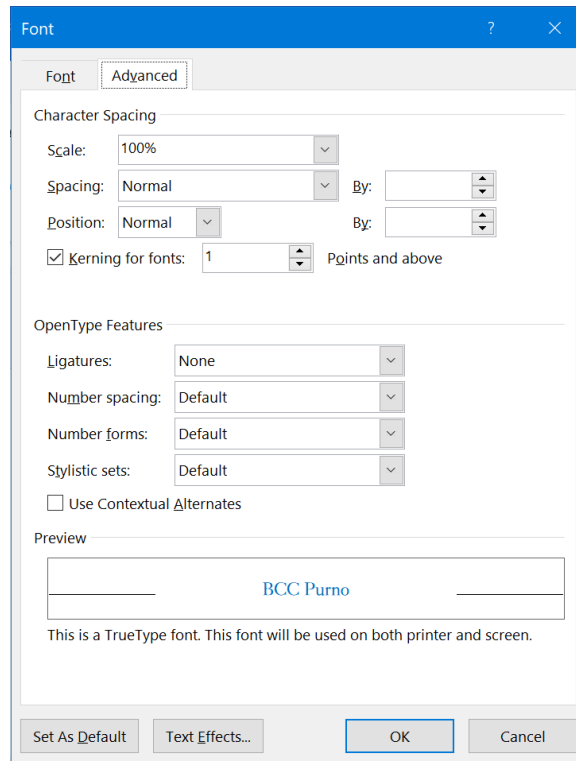 Font ?
Font Advanced
Character Spacing
Scale: 100%
Spacing: Normal By:
Position: Normal By:
Kerning for fonts: 1 Points and above
OpenType Features
Ligatures: None
Number spacing: Default
Number forms: Default
Stylistic sets: Default
Use Contextual Alternates
Preview
BCC Purno
This is a TrueType font. This font will be used on both printer and screen.
Set As Default Text Effects... OK Cancel